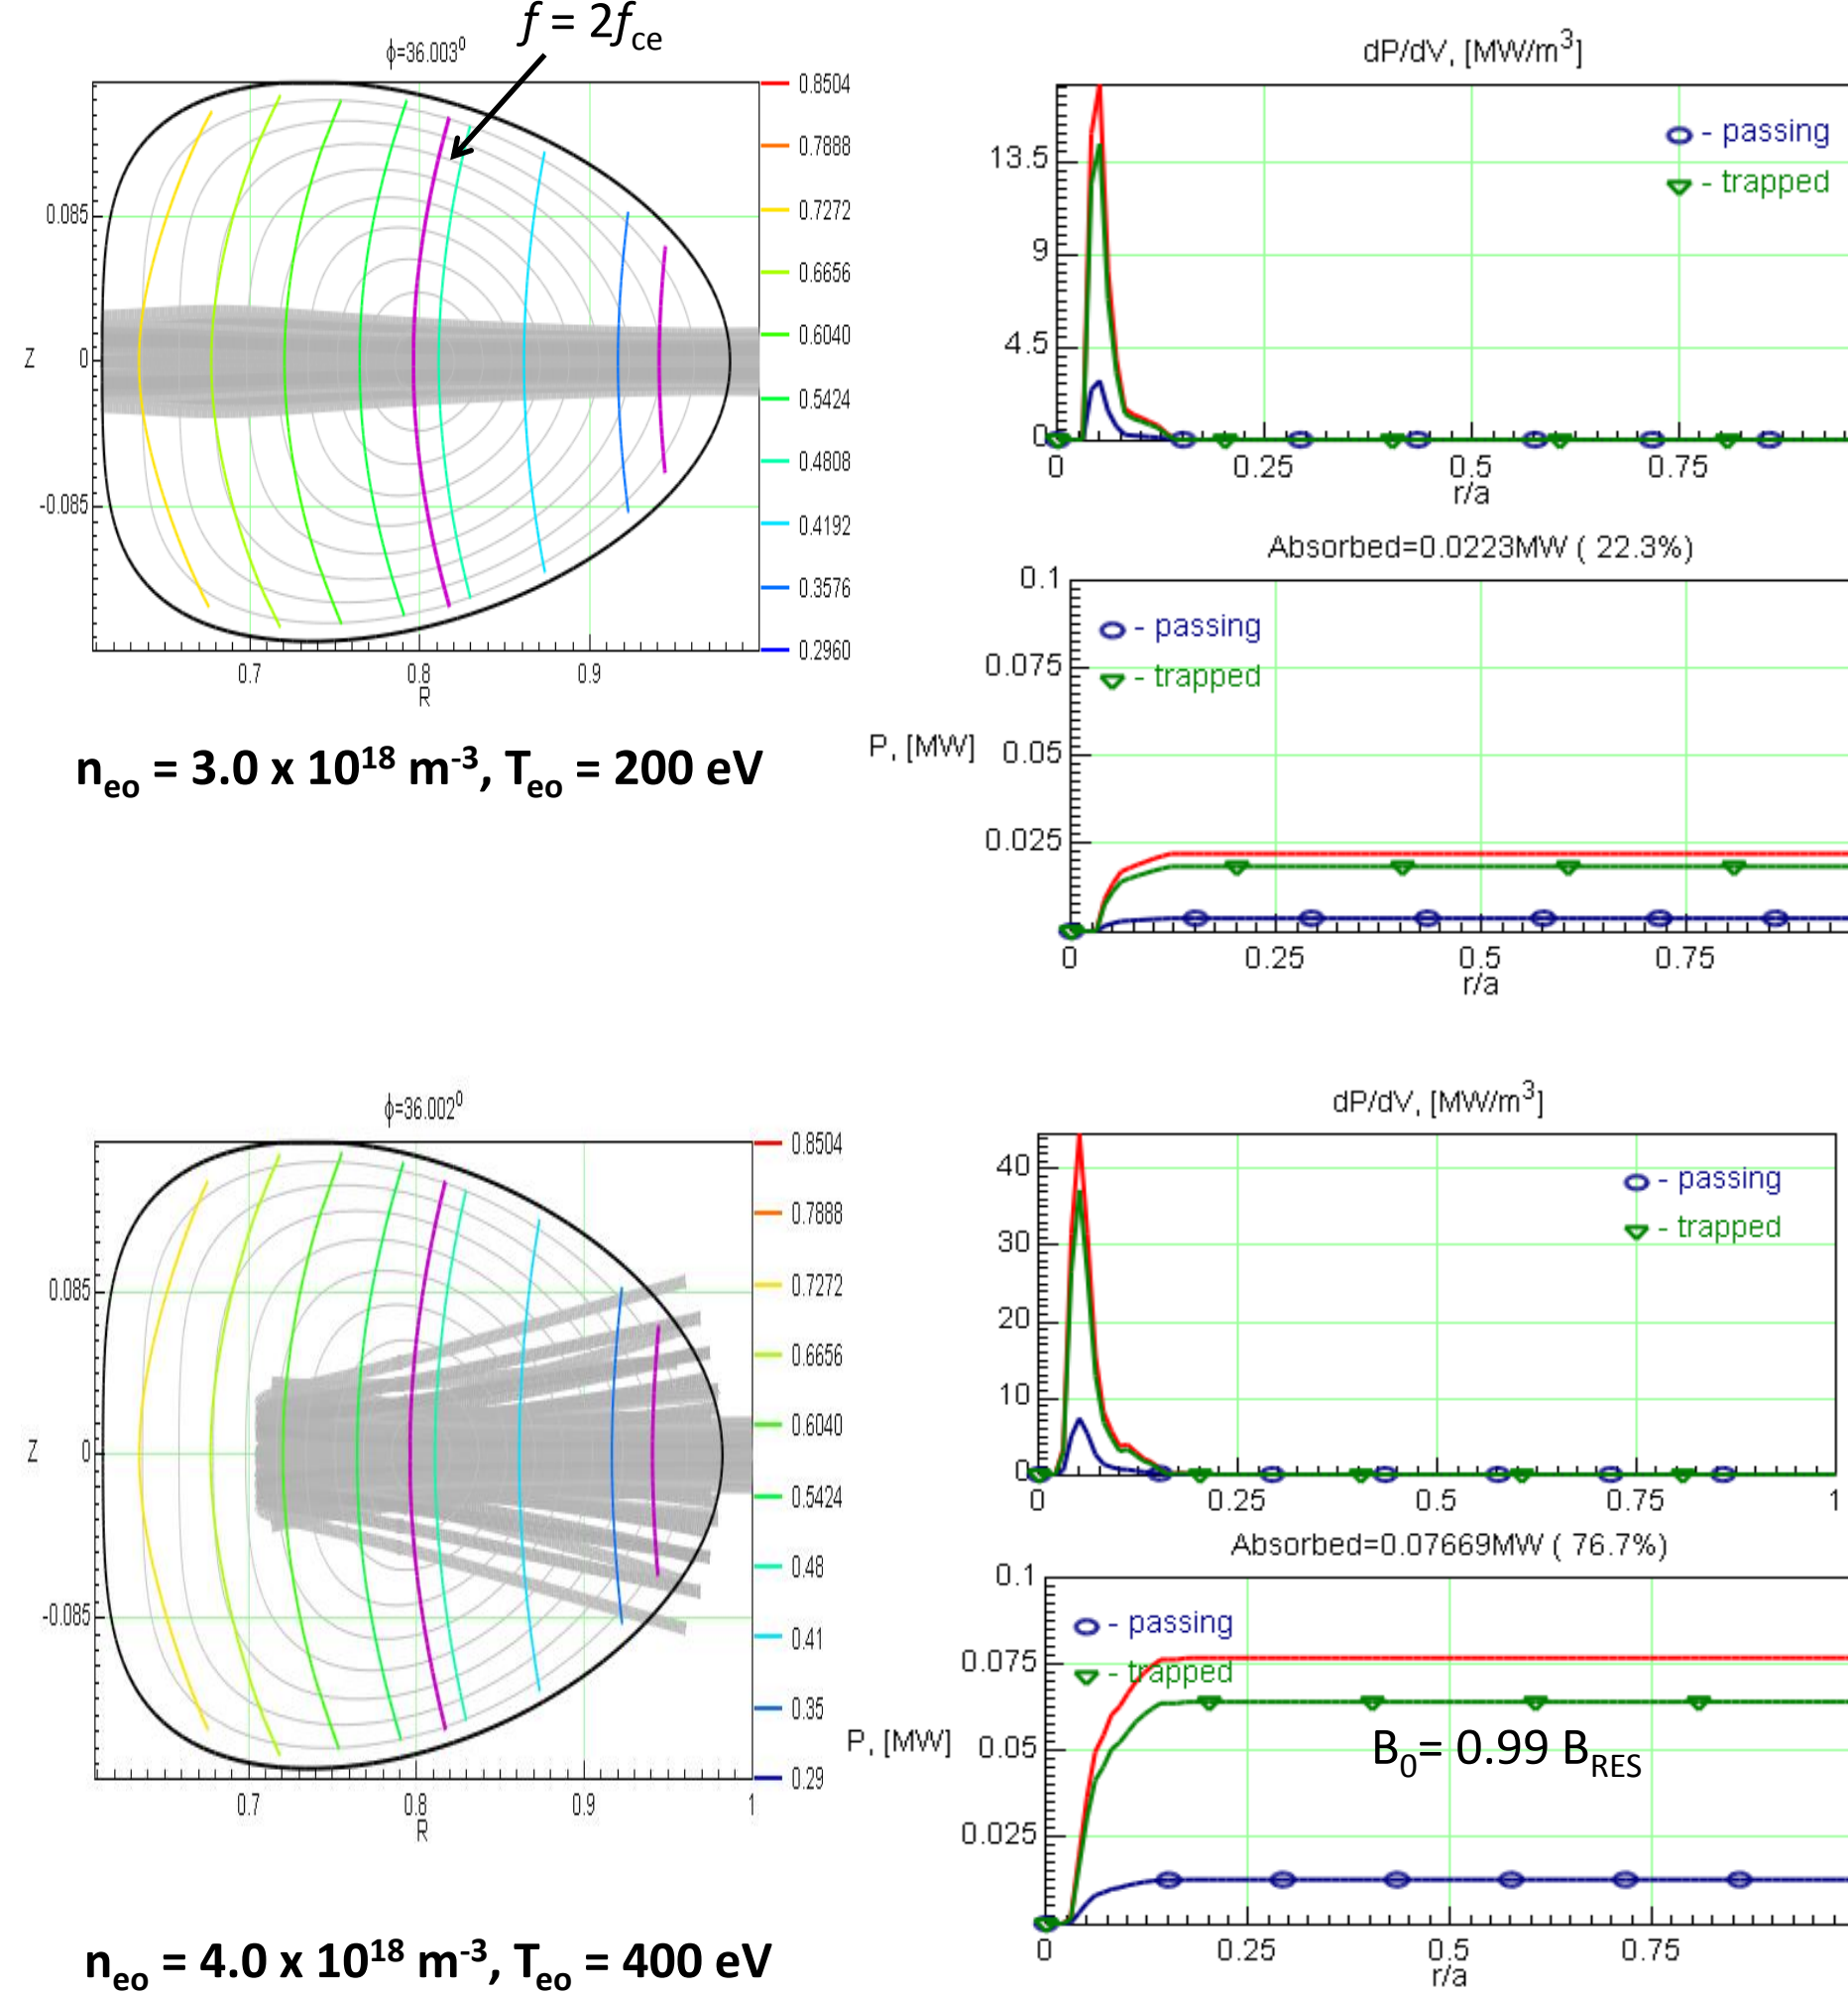 f = 2fce
ϕ=36.003⁰
0.8504
0.7888
0.7272
0.6656
0.6040
0.5424
0.4808
0.4192
0.3576
0.2960
0.085
Z 0
-0.085
0.7 0.8 0.9
R
neo = 3.0 x 10¹⁸ m⁻³, Teo = 200 eV
dP/dV, [MW/m³]
- passing
- trapped
13.5
9
4.5
0
0 0.25 0.5 0.75
r/a
Absorbed=0.0223MW ( 22.3%)
- passing
- trapped
0.1
0.075
P, [MW] 0.05
0.025
0 0.25 0.5 0.75
r/a
ϕ=36.002⁰
0.8504
0.7888
0.7272
0.6656
0.6040
0.5424
0.48
0.41
0.35
0.29
0.085
Z 0
-0.085
0.7 0.8 0.9 1
R
neo = 4.0 x 10¹⁸ m⁻³, Teo = 400 eV
dP/dV, [MW/m³]
- passing
- trapped
40
30
20
10
0
0 0.25 0.5 0.75 1
r/a
Absorbed=0.07669MW ( 76.7%)
- passing
- trapped
0.1
0.075
P, [MW] 0.05
0.025
B₀= 0.99 BRES
0 0.25 0.5 0.75
r/a